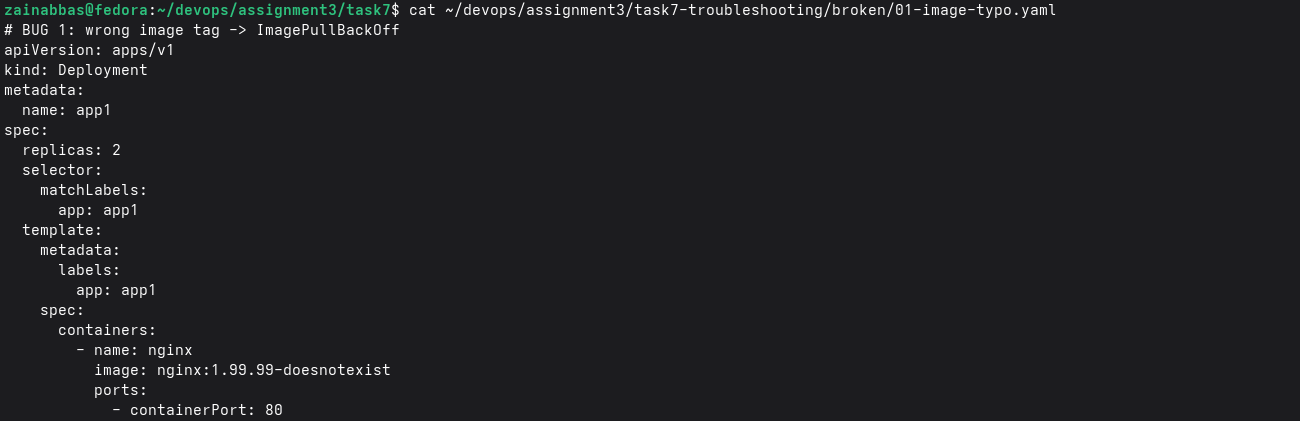 zainabbas@fedora:~/devops/assignment3/task7$ cat ~/devops/assignment3/task7-troubleshooting/broken/01-image-typo.yaml
# BUG 1: wrong image tag -> ImagePullBackOff
apiVersion: apps/v1
kind: Deployment
metadata:
  name: app1
spec:
  replicas: 2
  selector:
    matchLabels:
      app: app1
  template:
    metadata:
      labels:
        app: app1
    spec:
      containers:
        - name: nginx
          image: nginx:1.99.99-doesnotexist
          ports:
            - containerPort: 80